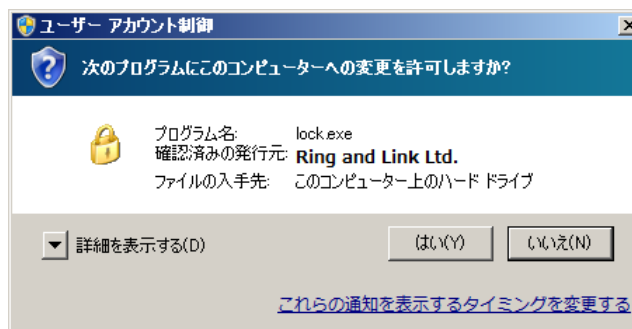 ユーザー アカウント制御
次のプログラムにこのコンピューターへの変更を許可しますか?
プログラム名: lock.exe
確認済みの発行元: Ring and Link Ltd.
ファイルの入手先: このコンピューター上のハード ドライブ
詳細を表示する(D) はい(Y) いいえ(N)
これらの通知を表示するタイミングを変更する